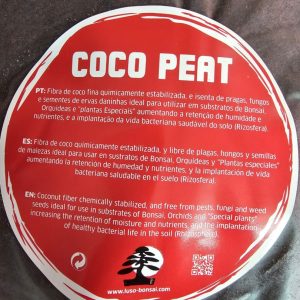 COCO PEAT
PT: Fibra de coco fina quimicamente estabilizada, e isenta de pragas, fungos
e sementes de ervas daninhas ideal para utilizar em substratos de Bonsai,
Orquídeas e "plantas Especiais" aumentando a retenção de humidade e
nutrientes, e a implantação da vida bacteriana saudável do solo (Rizosfera).
ES: Fibra de coco químicamente estabilizada, y libre de plagas, hongos y semillas
de malezas ideal para usar en sustratos de Bonsai, Orquídeas y "Plantas especiales"
aumentando la retención de humedad y nutrientes, y la implantación de vida
bacteriana saludable en el suelo (Rizosfera).
EN: Coconut fiber chemically stabilized, and free from pests, fungi and weed
seeds ideal for use in substrates of Bonsai, Orchids and "Special plants"
increasing the retention of moisture and nutrients, and the implantation
of healthy bacterial life in the soil (Rhizosphere).
www.luso-bonsai.com